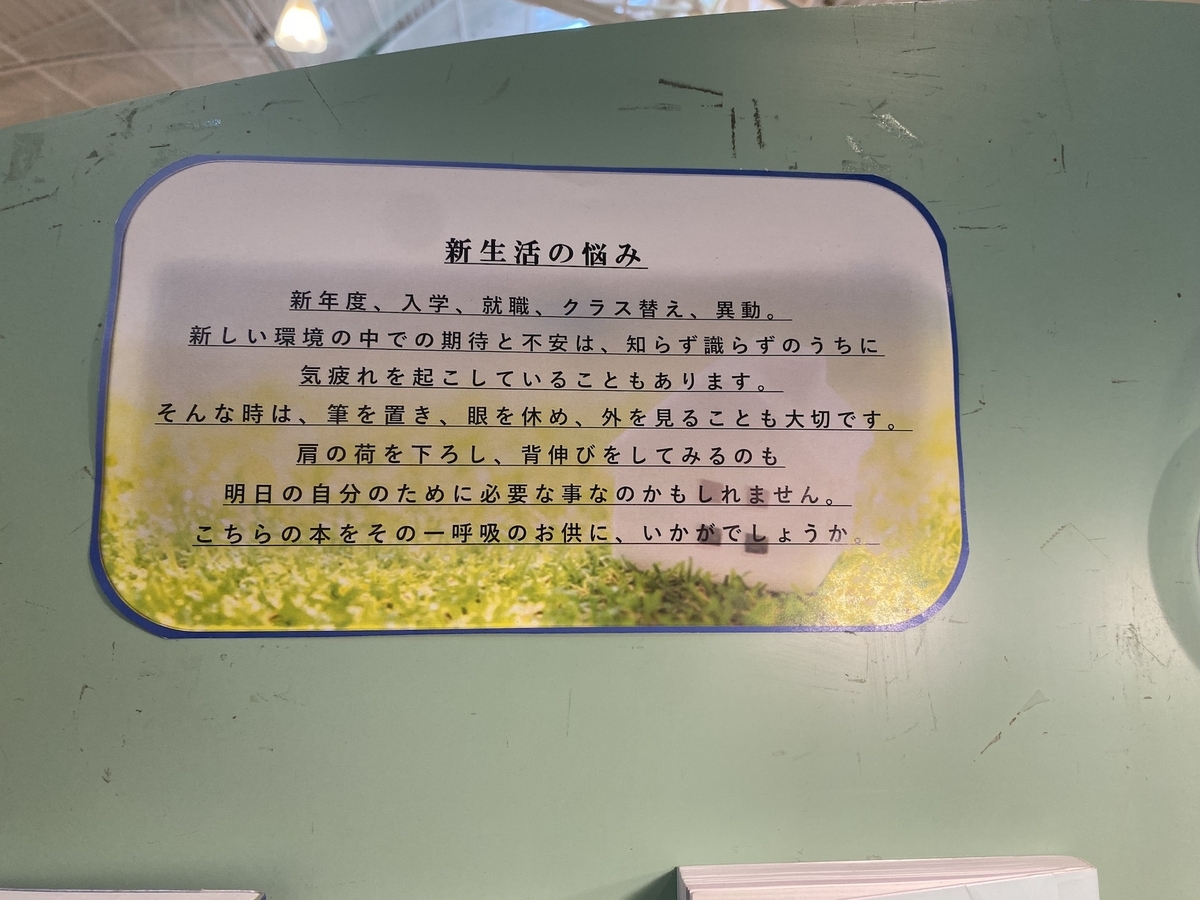 新生活の悩み
新年度、入学、就職、クラス替え、異動。
新しい環境の中での期待と不安は、知らず識らずのうちに
気疲れを起こしていることもあります。
そんな時は、筆を置き、眼を休め、外を見ることも大切です。
肩の荷を下ろし、背伸びをしてみるのも
明日の自分のために必要な事なのかもしれません。
こちらの本をその一呼吸のお供に、いかがでしょうか。